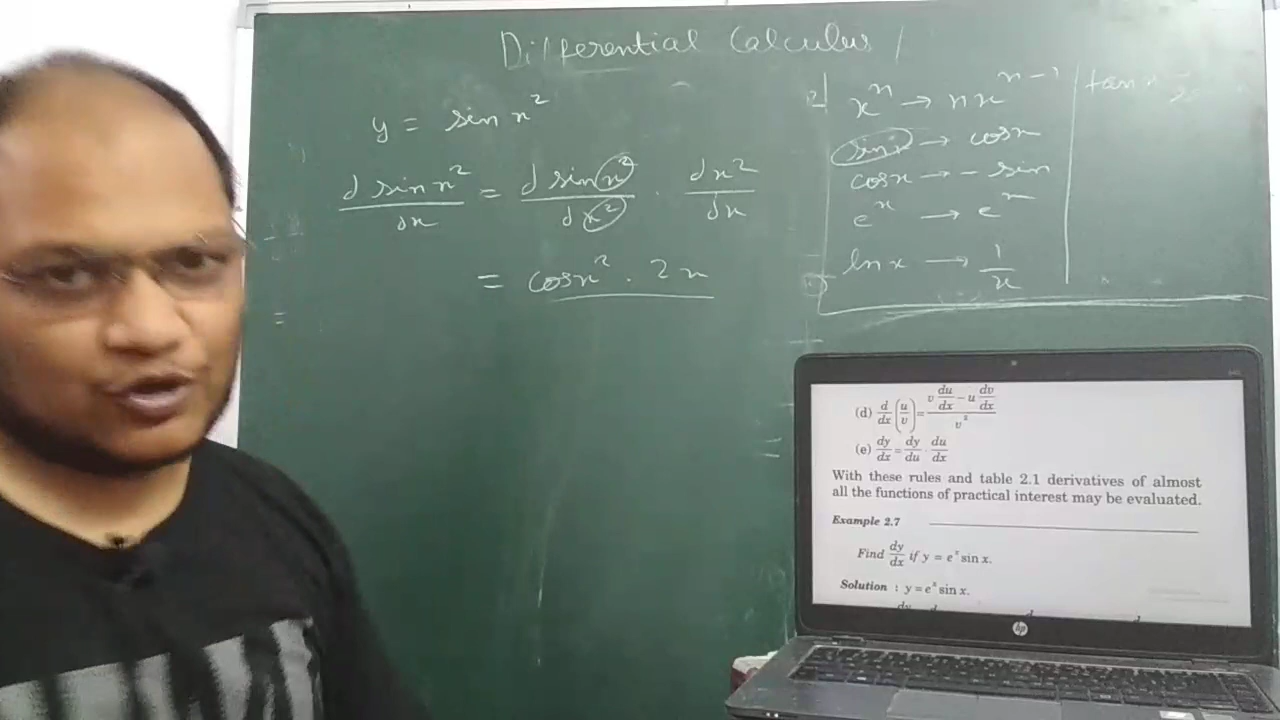 Differential Calculus
y = sin x²
d sin x²/dx = d sin x²/dx² · dx²/dx
= cos x² · 2x
xⁿ → nxⁿ⁻¹
sin x → cos x
cos x → - sin
eˣ → eˣ
ln x → 1/x
tan
(d) d/dx (u/v) = (v du/dx − u dv/dx)/v²
(e) dy/dx = dy/du · du/dx
With these rules and table 2.1 derivatives of almost
all the functions of practical interest may be evaluated.
Example 2.7
Find dy/dx if y = eˣ sin x.
Solution : y = eˣ sin x.
hp